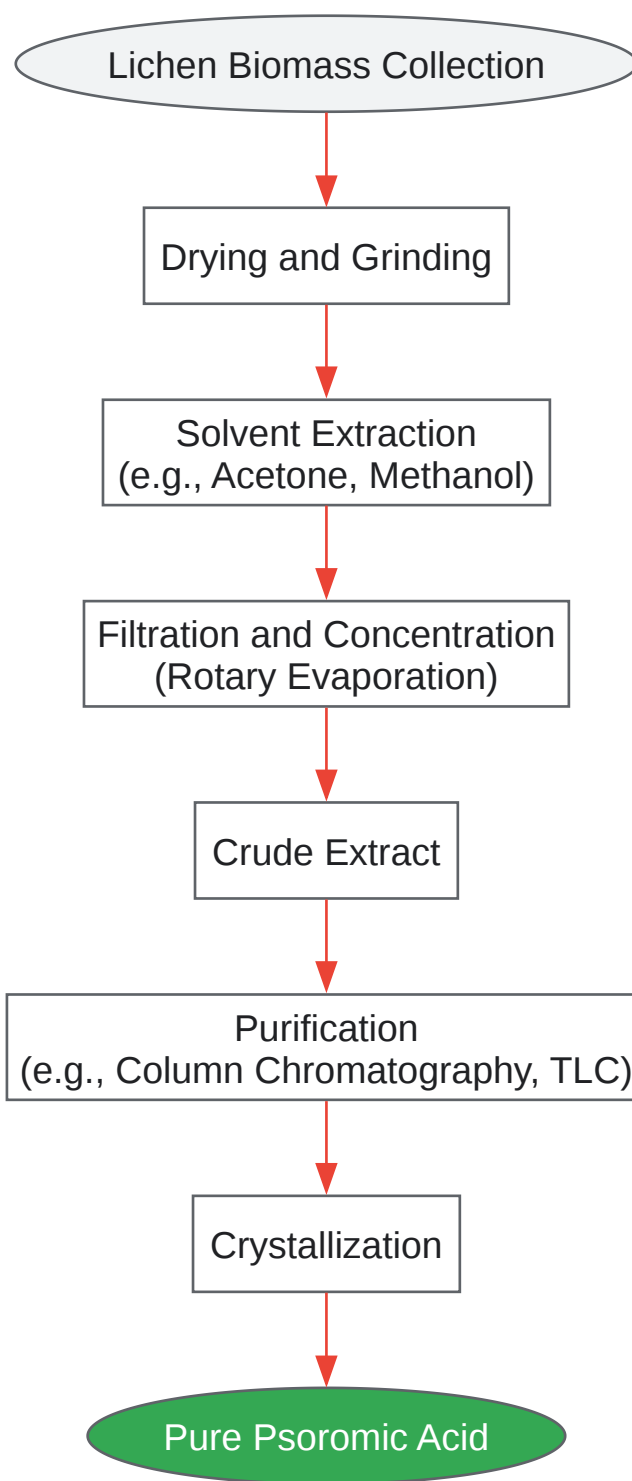 Lichen Biomass Collection
Drying and Grinding
Solvent Extraction
(e.g., Acetone, Methanol)
Filtration and Concentration
(Rotary Evaporation)
Crude Extract
Purification
(e.g., Column Chromatography, TLC)
Crystallization
Pure Psoromic Acid